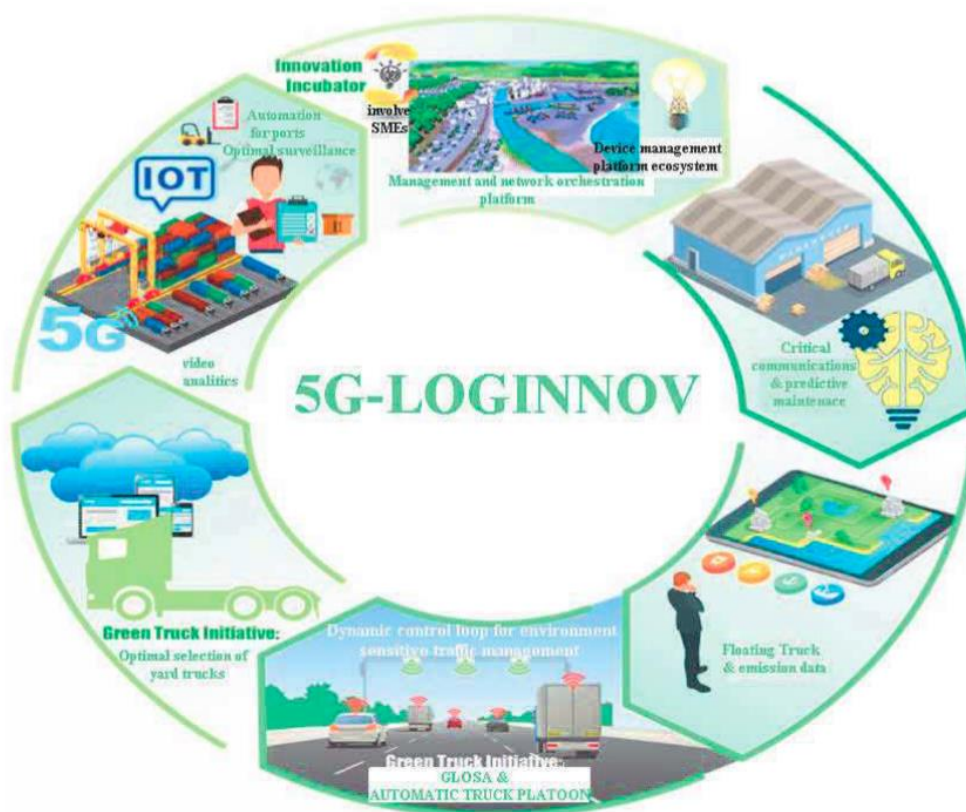 Innovation
Incubator
involve
SMEs
Device management
platform ecosystem
Management and network orchestration
platform
Automation
for ports
Optimal surveillance
IOT
5G
video
analitics
WAREHOUSE
Critical
communications
& predictive
maintenace
5G-LOGINNOV
Floating Truck
& emission data
Dynamic control loop for environment
sensitive traffic management
Green Truck Initiative:
GLOSA &
AUTOMATIC TRUCK PLATOON
Green Truck Initiative:
Optimal selection of
yard trucks